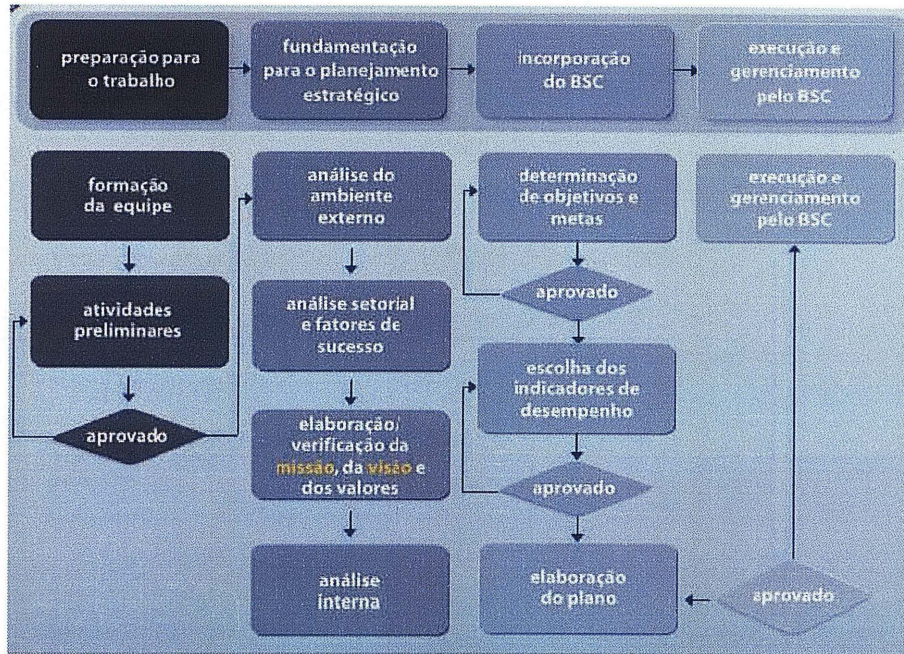 preparação para
o trabalho
fundamentação
para o planejamento
estratégico
incorporação
do BSC
execução e
gerenciamento
pelo BSC
formação
da equipe
atividades
preliminares
aprovado
análise do
ambiente
externo
análise setorial
e fatores de
sucesso
elaboração/
verificação da
missão, da visão e
dos valores
análise
interna
determinação
de objetivos e
metas
aprovado
escolha dos
indicadores de
desempenho
aprovado
elaboração
do plano
execução e
gerenciamento
pelo BSC
aprovado